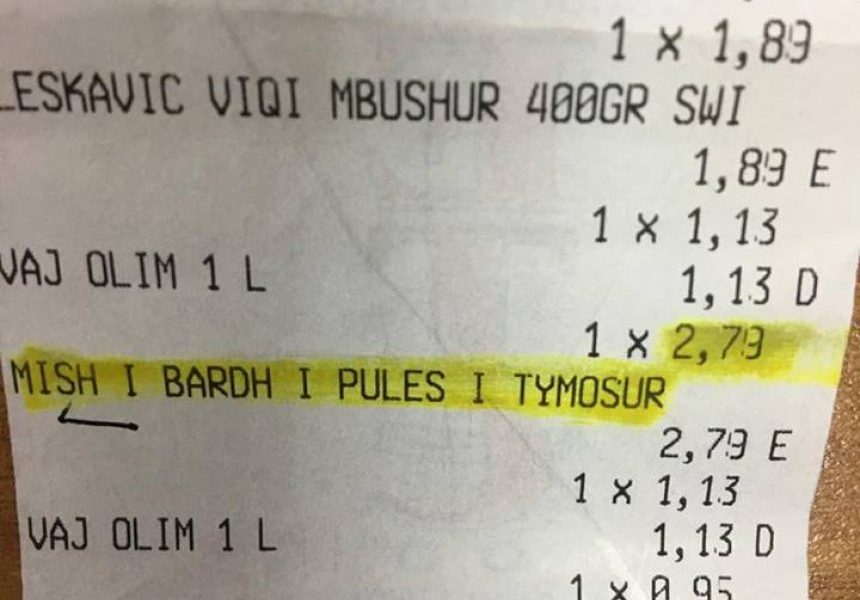 1 x 1,89
LESKAVIC VIQI MBUSHUR 400GR SWI
1,89 E
1 x 1,13
VAJ OLIM 1 L
1,13 D
1 x 2,79
MISH I BARDH I PULES I TYMOSUR
2,79 E
1 x 1,13
VAJ OLIM 1 L
1,13 D
1 x 0,95